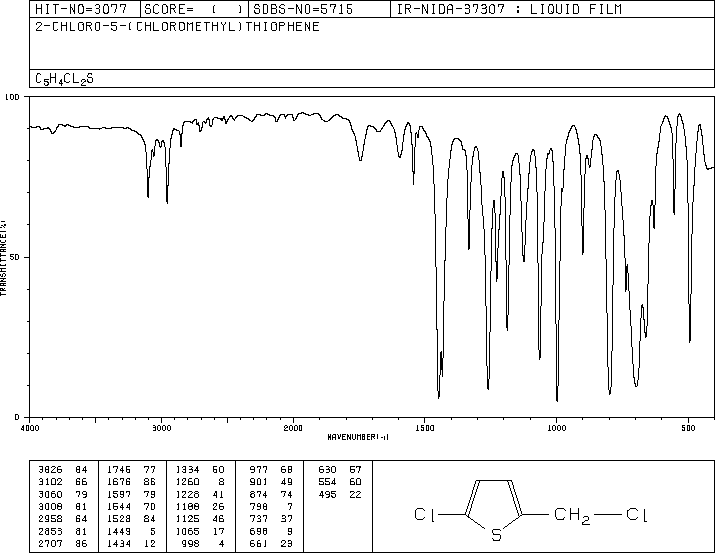 HIT-NO=3077 SCORE= ( ) SDBS-NO=5715 IR-NIDA-37307 : LIQUID FILM
2-CHLORO-5-(CHLOROMETHYL)THIOPHENE
C5H4CL2S
100
50
0
TRANSMITTANCE(%)
4000 3000 2000 1500 1000 500
WAVENUMBER(-1)
3826 84 1746 77 1334 50 977 68 630 57
3102 66 1676 86 1260 8 901 49 554 60
3060 79 1597 79 1228 41 874 74 495 22
3008 81 1544 70 1188 26 798 7
2958 64 1528 84 1125 46 737 37
2853 81 1449 5 1065 17 698 9
2707 86 1434 12 998 4 661 23
Cl S CH2 Cl